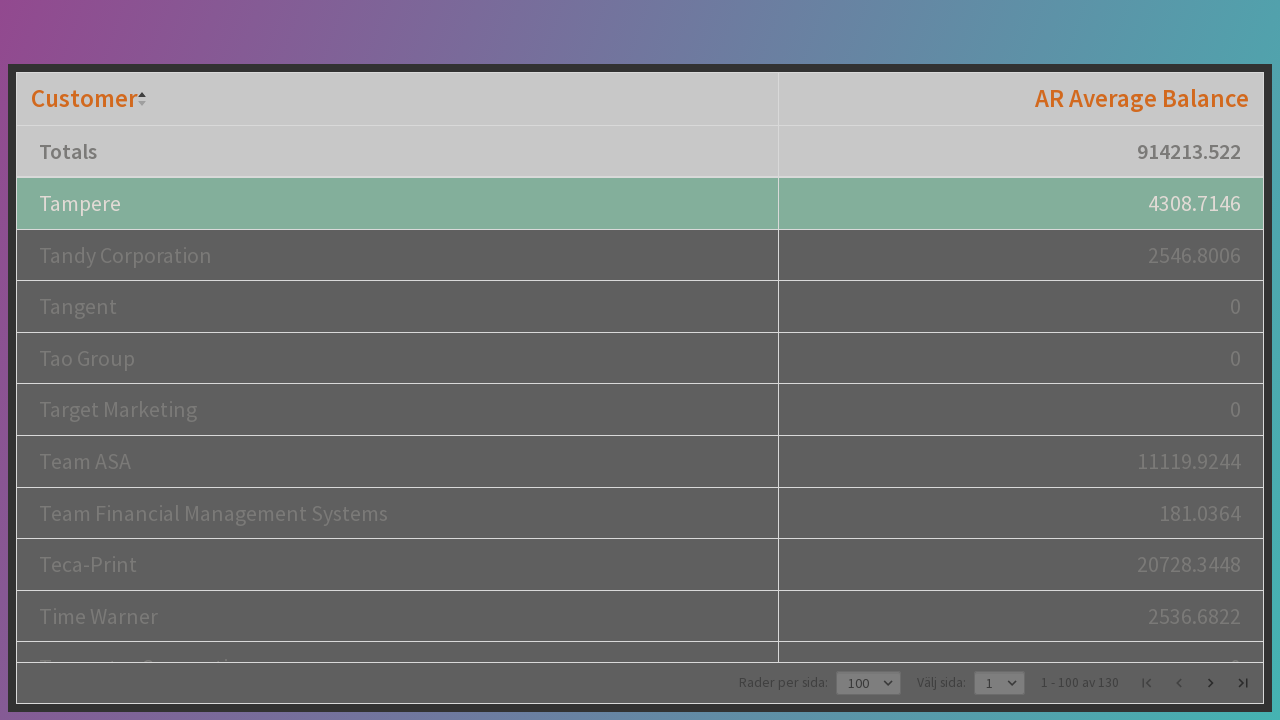 Customer AR Average Balance
Totals 914213.522
Tampere 4308.7146
Tandy Corporation 2546.8006
Tangent 0
Tao Group 0
Target Marketing 0
Team ASA 11119.9244
Team Financial Management Systems 181.0364
Teca-Print 20728.3448
Time Warner 2536.6822
Rader per sida: 100 Välj sida: 1 1 - 100 av 130